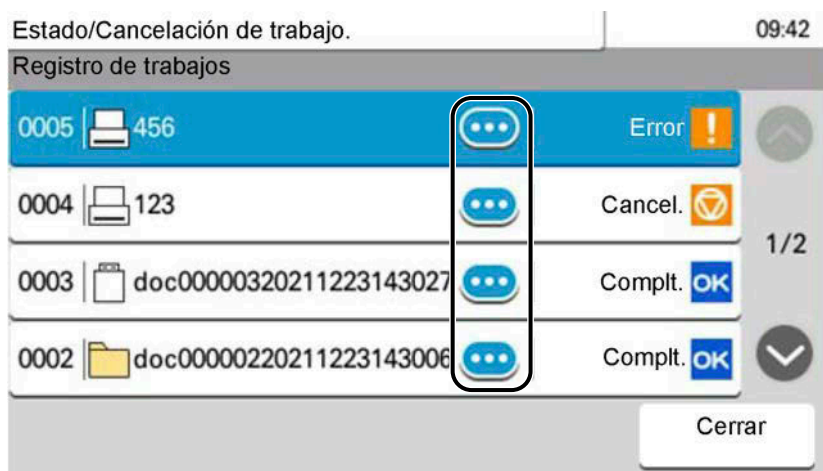 Estado/Cancelación de trabajo. 09:42
Registro de trabajos
0005 456 Error !
0004 123 Cancel.
1/2
0003 doc00000320211223143027 Complt. OK
0002 doc00000220211223143006 Complt. OK
Cerrar